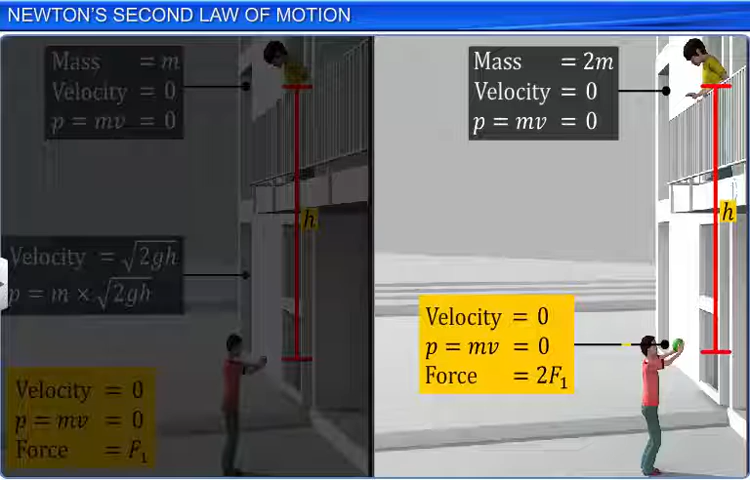 NEWTON'S SECOND LAW OF MOTION
Mass = m
Velocity = 0
p = mv = 0
h
Velocity = √2gh
p = m × √2gh
Velocity = 0
p = mv = 0
Force = F₁
Mass = 2m
Velocity = 0
p = mv = 0
h
Velocity = 0
p = mv = 0
Force = 2F₁